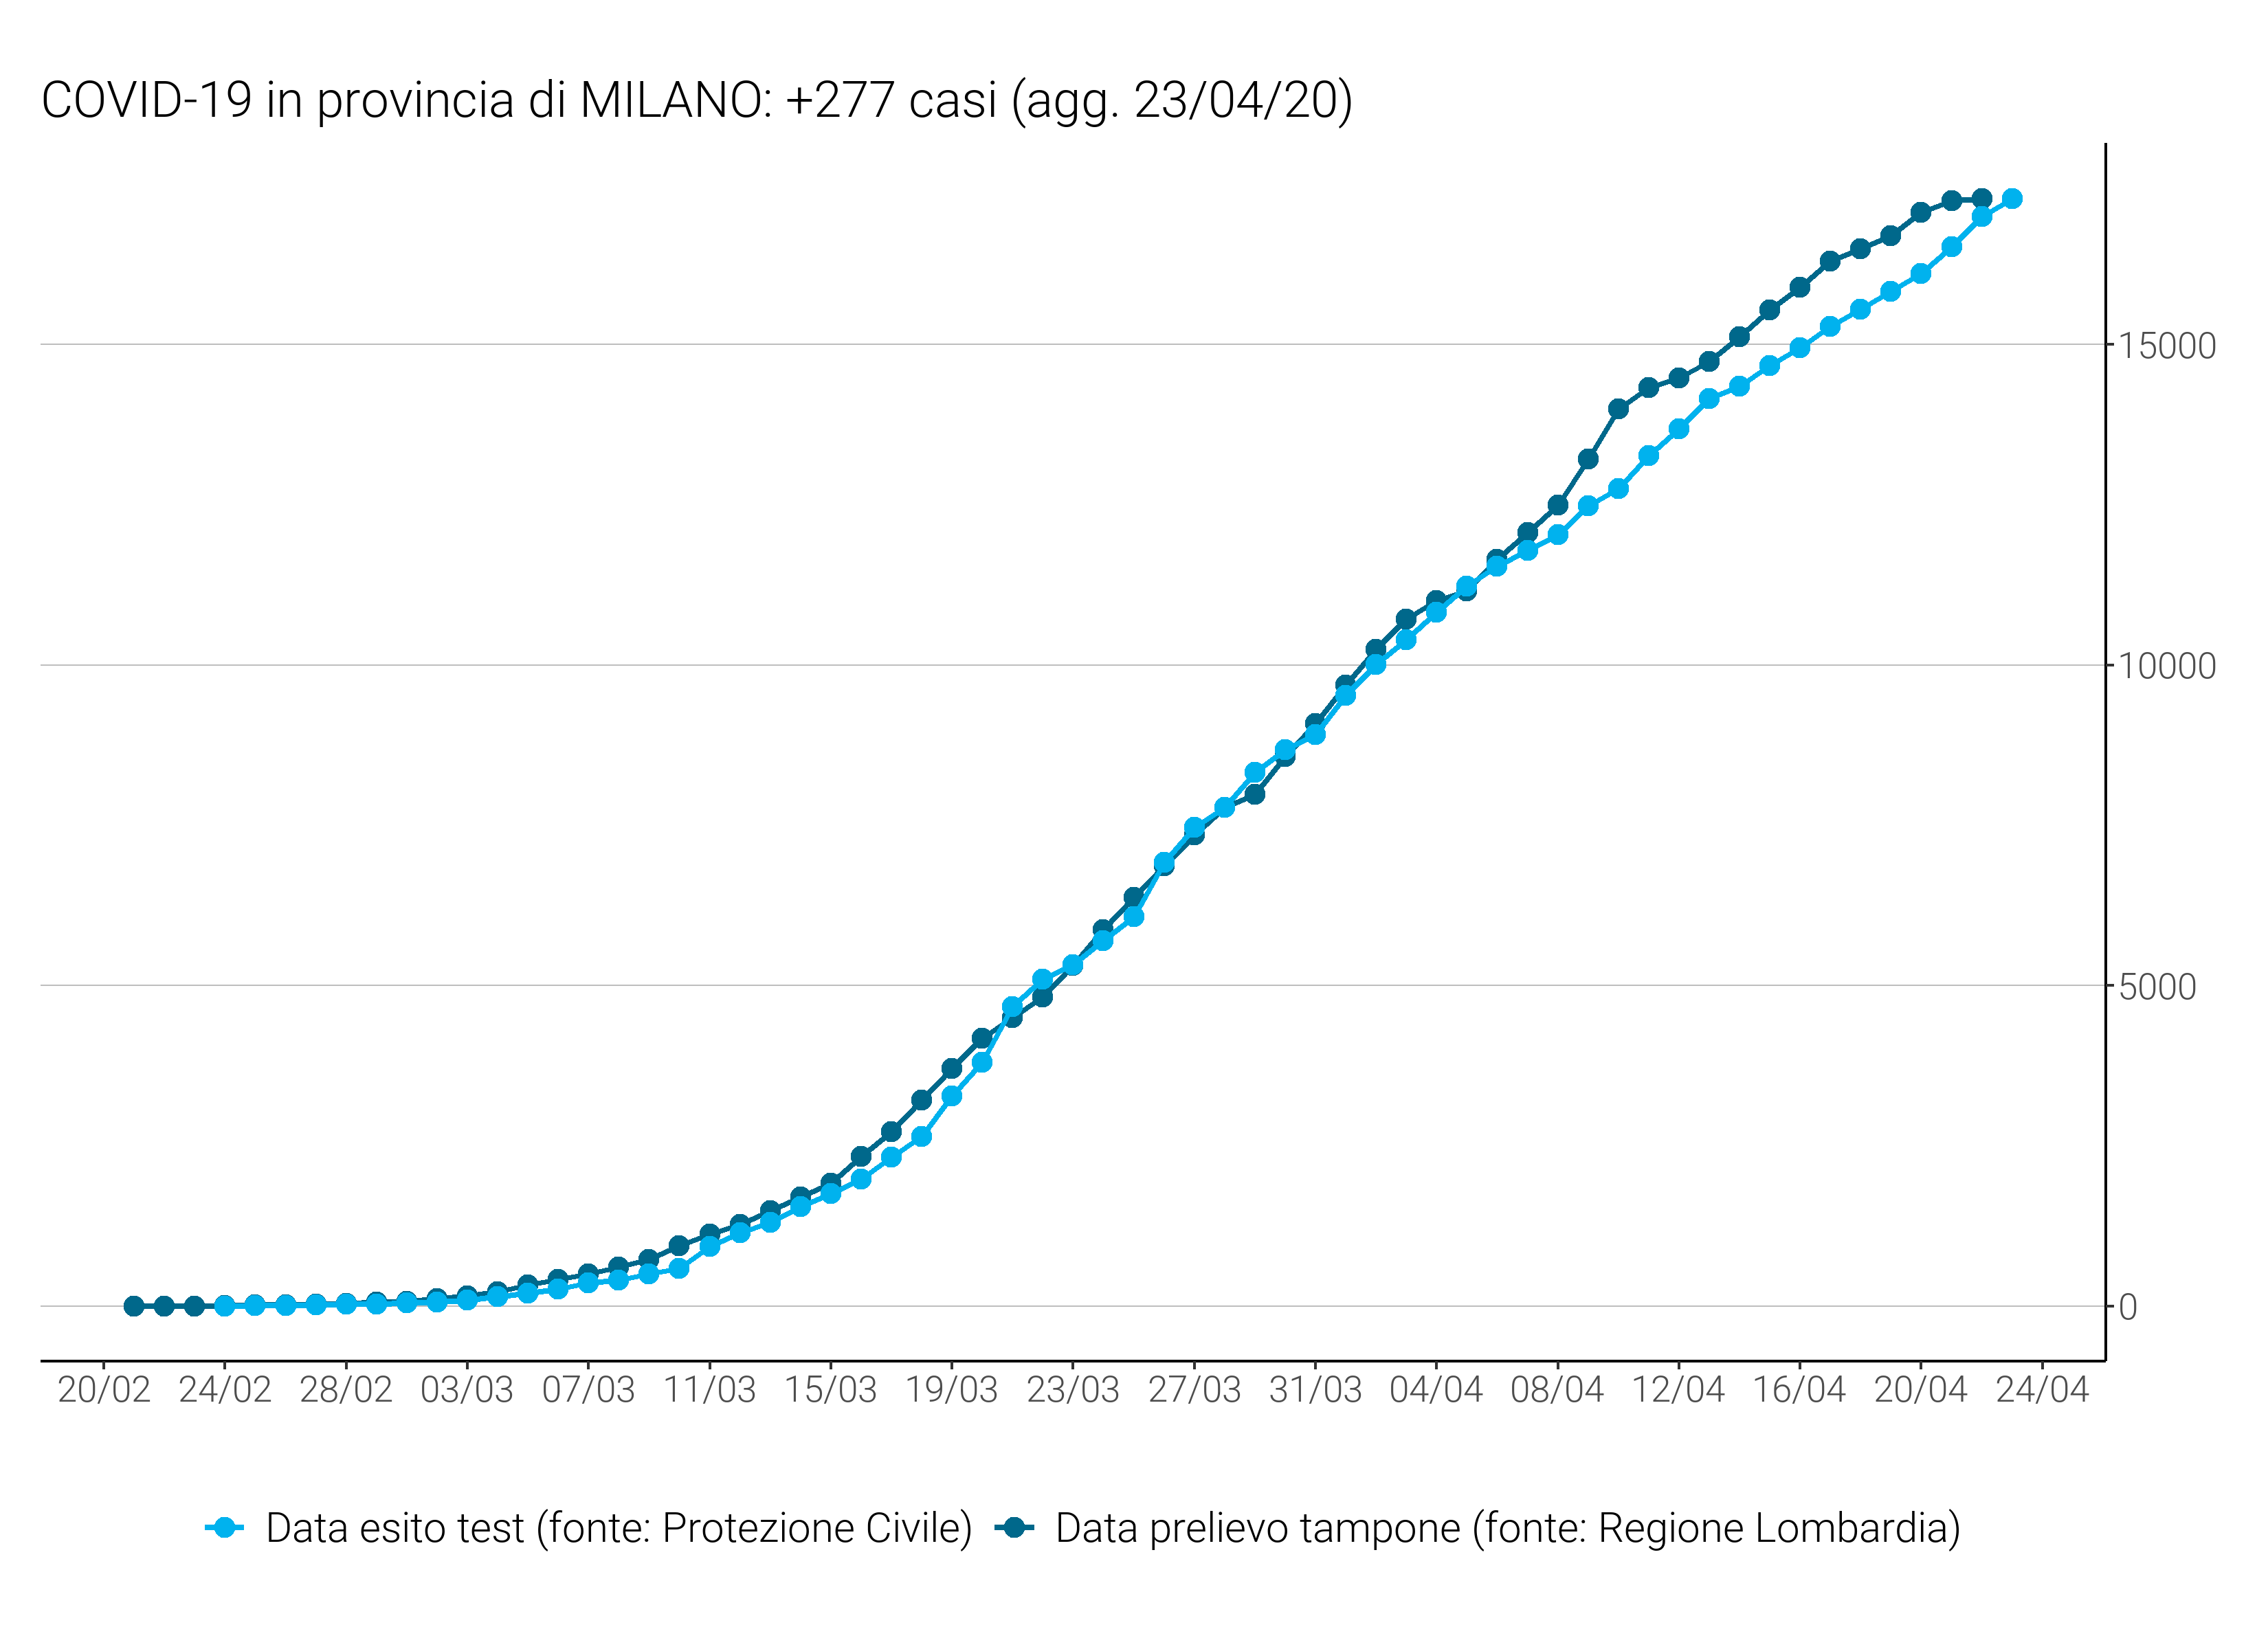 COVID-19 in provincia di MILANO: +277 casi (agg. 23/04/20)
15000
10000
5000
0
20/02 24/02 28/02 03/03 07/03 11/03 15/03 19/03 23/03 27/03 31/03 04/04 08/04 12/04 16/04 20/04 24/04
Data esito test (fonte: Protezione Civile) Data prelievo tampone (fonte: Regione Lombardia)